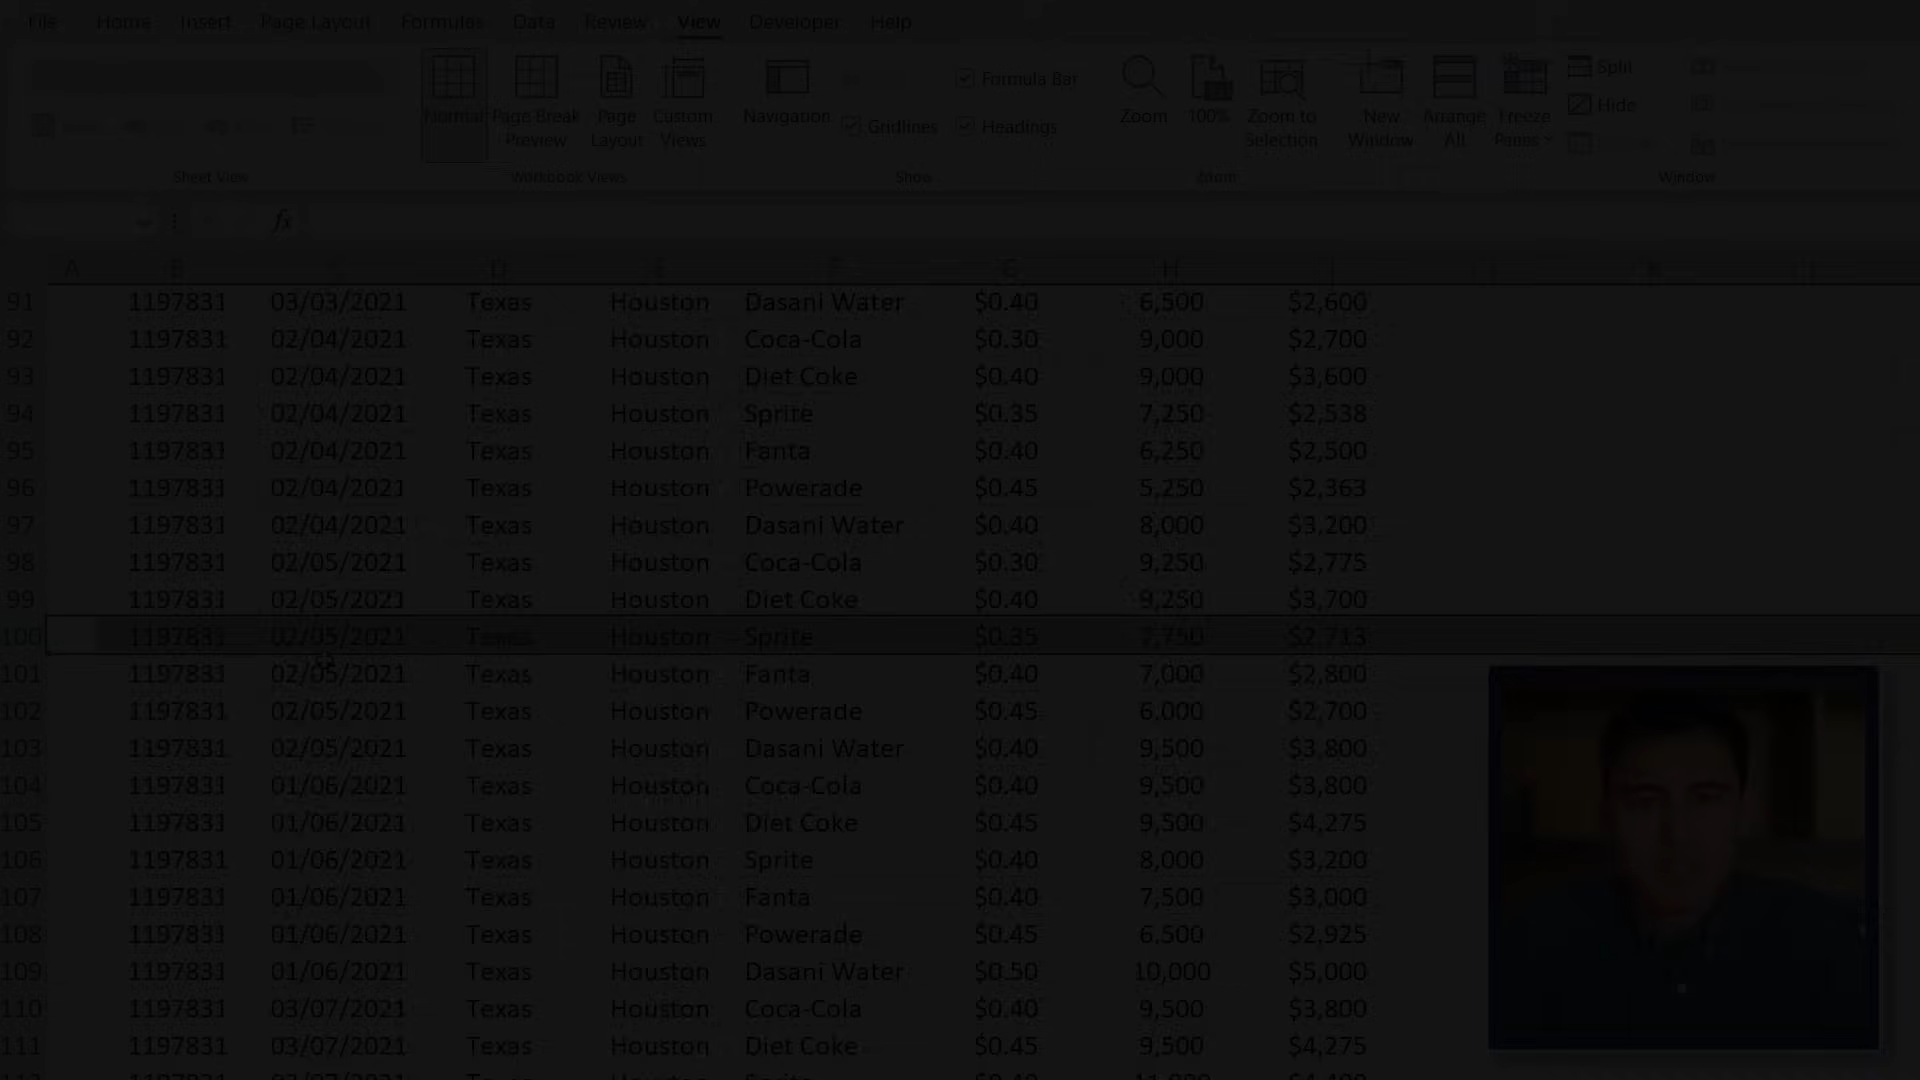 File Home Insert Page Layout Formulas Data Review View Developer Help
Normal
Page Break Preview
Page Layout
Custom Views
Navigation
Formula Bar
Gridlines
Headings
Zoom
100%
Zoom to Selection
New Window
Arrange All
Freeze Panes
Split
Hide
Sheet View
Workbook Views
Show
Zoom
Window
fx
A B C D E F G H K
91 1197831 03/03/2021 Texas Houston Dasani Water $0.40 6,500 $2,600
92 1197831 02/04/2021 Texas Houston Coca-Cola $0.30 9,000 $2,700
93 1197831 02/04/2021 Texas Houston Diet Coke $0.40 9,000 $3,600
94 1197831 02/04/2021 Texas Houston Sprite $0.35 7,250 $2,538
95 1197831 02/04/2021 Texas Houston Fanta $0.40 6,250 $2,500
96 1197831 02/04/2021 Texas Houston Powerade $0.45 5,250 $2,363
97 1197831 02/04/2021 Texas Houston Dasani Water $0.40 8,000 $3,200
98 1197831 02/05/2021 Texas Houston Coca-Cola $0.30 9,250 $2,775
99 1197831 02/05/2021 Texas Houston Diet Coke $0.40 9,250 $3,700
100 1197831 02/05/2021 Texas Houston Sprite $0.35 7,750 $2,713
101 1197831 02/05/2021 Texas Houston Fanta $0.40 7,000 $2,800
102 1197831 02/05/2021 Texas Houston Powerade $0.45 6,000 $2,700
103 1197831 02/05/2021 Texas Houston Dasani Water $0.40 9,500 $3,800
104 1197831 01/06/2021 Texas Houston Coca-Cola $0.40 9,500 $3,800
105 1197831 01/06/2021 Texas Houston Diet Coke $0.45 9,500 $4,275
106 1197831 01/06/2021 Texas Houston Sprite $0.40 8,000 $3,200
107 1197831 01/06/2021 Texas Houston Fanta $0.40 7,500 $3,000
108 1197831 01/06/2021 Texas Houston Powerade $0.45 6,500 $2,925
109 1197831 01/06/2021 Texas Houston Dasani Water $0.50 10,000 $5,000
110 1197831 03/07/2021 Texas Houston Coca-Cola $0.40 9,500 $3,800
111 1197831 03/07/2021 Texas Houston Diet Coke $0.45 9,500 $4,275